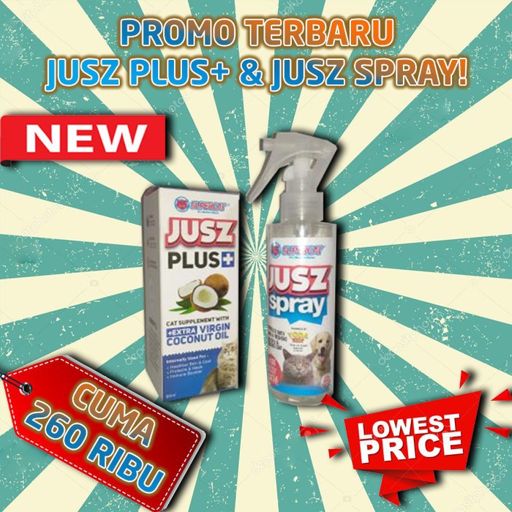 PROMO TERBARU
JUSZ PLUS+ & JUSZ SPRAY!
NEW
JUSZ
PLUS+
CAT SUPPLEMENT WITH
+EXTRA VIRGIN
COCONUT OIL
JUSZ
spray
CUMA
260 RIBU
LOWEST
PRICE